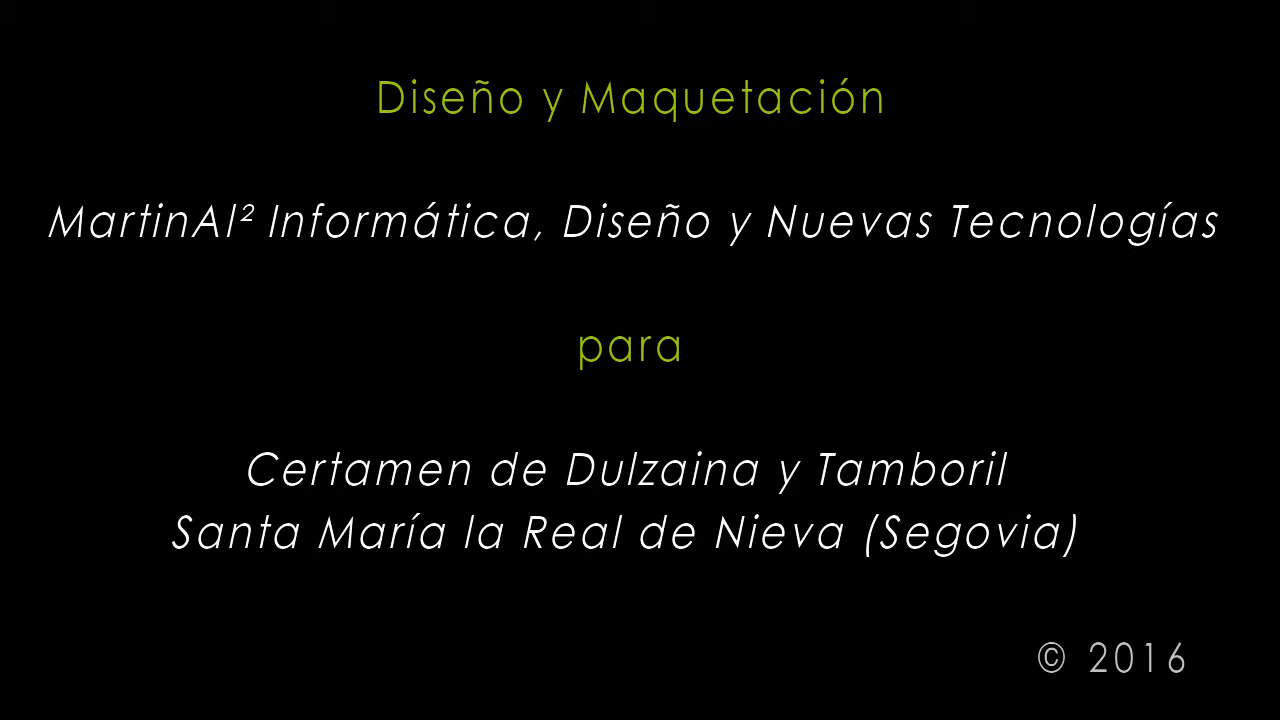 Diseño y Maquetación
MartinAl² Informática, Diseño y Nuevas Tecnologías
para
Certamen de Dulzaina y Tamboril
Santa María la Real de Nieva (Segovia)
© 2016